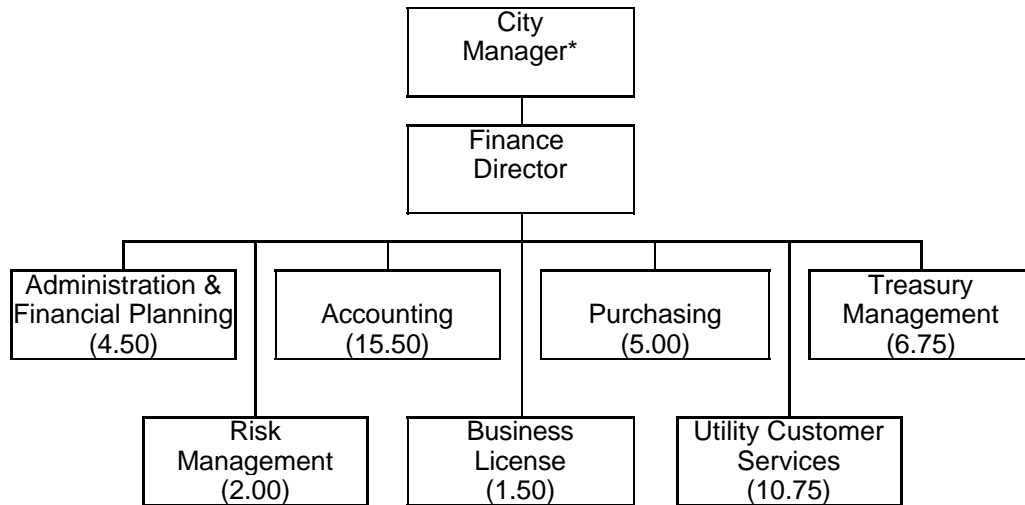 City
Manager*
Finance
Director
Administration &
Financial Planning
(4.50)
Accounting
(15.50)
Purchasing
(5.00)
Treasury
Management
(6.75)
Risk
Management
(2.00)
Business
License
(1.50)
Utility Customer
Services
(10.75)